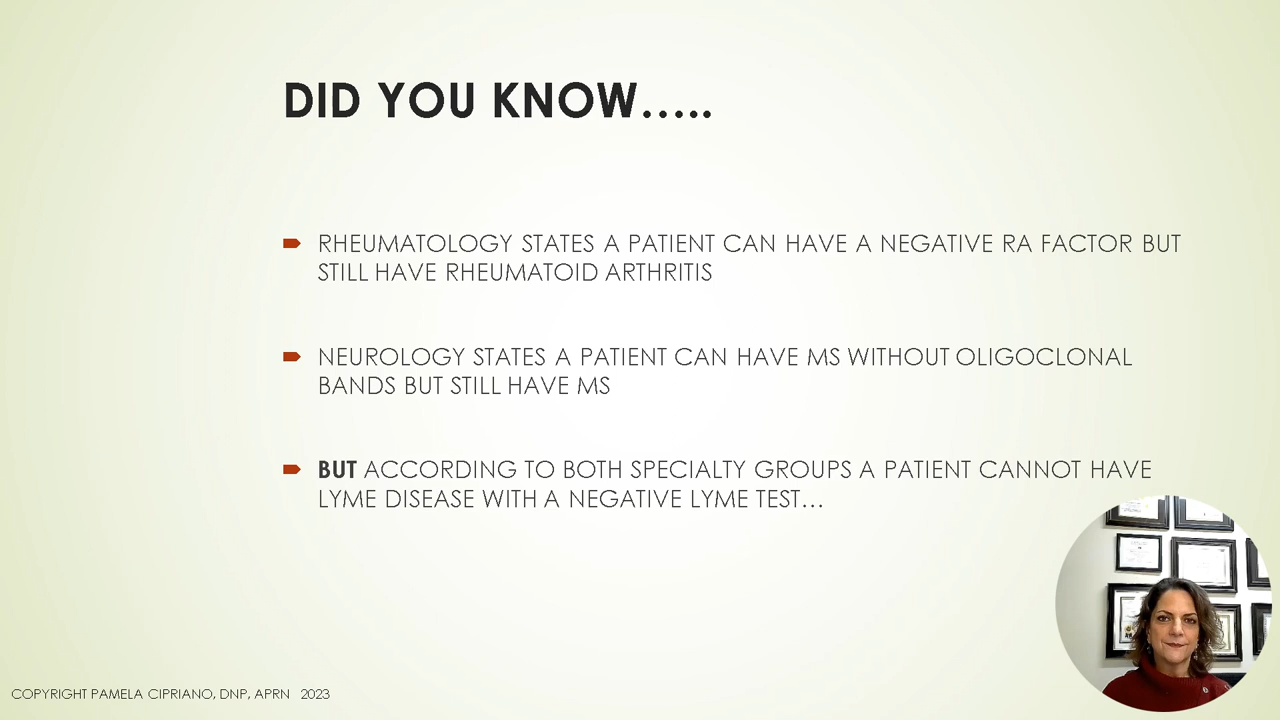 DID YOU KNOW…..
RHEUMATOLOGY STATES A PATIENT CAN HAVE A NEGATIVE RA FACTOR BUT
STILL HAVE RHEUMATOID ARTHRITIS
NEUROLOGY STATES A PATIENT CAN HAVE MS WITHOUT OLIGOCLONAL
BANDS BUT STILL HAVE MS
BUT ACCORDING TO BOTH SPECIALTY GROUPS A PATIENT CANNOT HAVE
LYME DISEASE WITH A NEGATIVE LYME TEST…
COPYRIGHT PAMELA CIPRIANO, DNP, APRN 2023